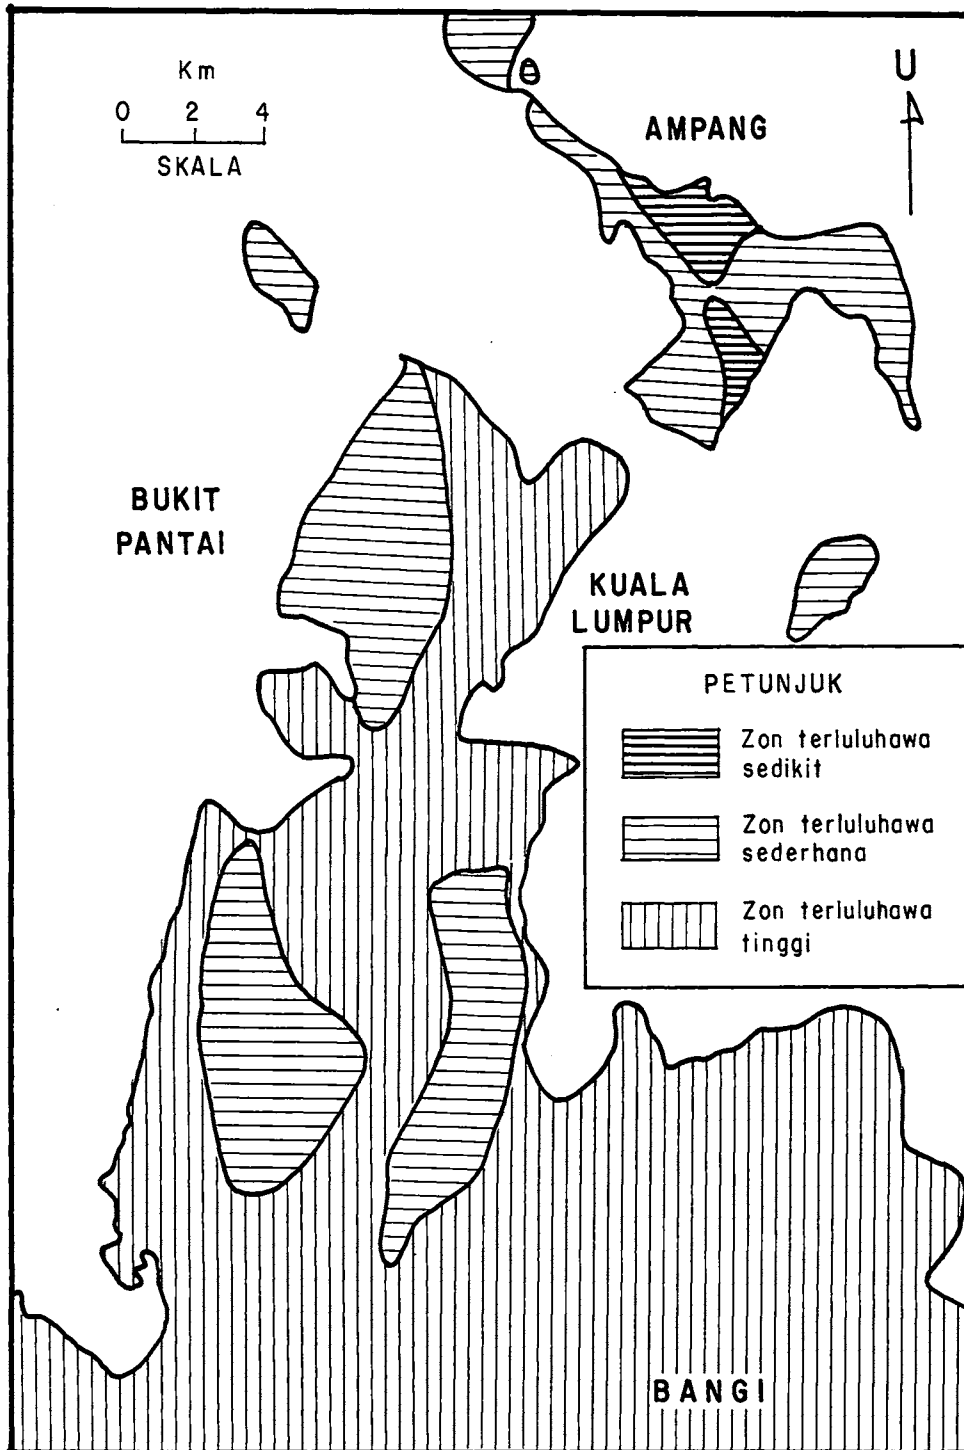 Km
0 2 4
SKALA
U
AMPANG
BUKIT
PANTAI
KUALA
LUMPUR
PETUNJUK
Zon terluluhawa
sedikit
Zon terluluhawa
sederhana
Zon terluluhawa
tinggi
BANGI